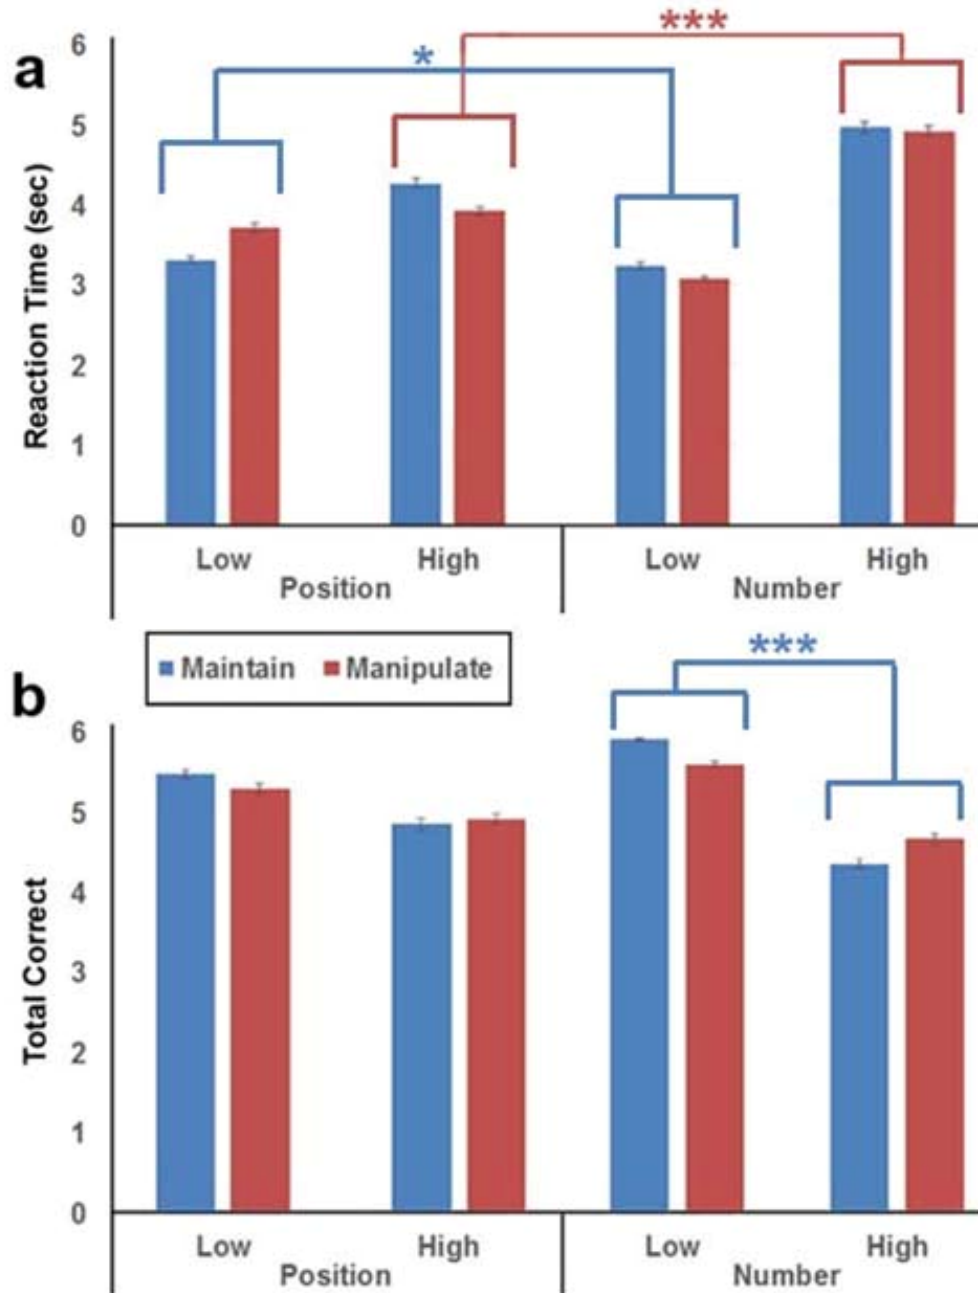 a
***
*
6
5
4
3
2
1
0
Reaction Time (sec)
Low High Low High
Position Number
Maintain Manipulate
b
***
6
5
4
3
2
1
0
Total Correct
Low High Low High
Position Number